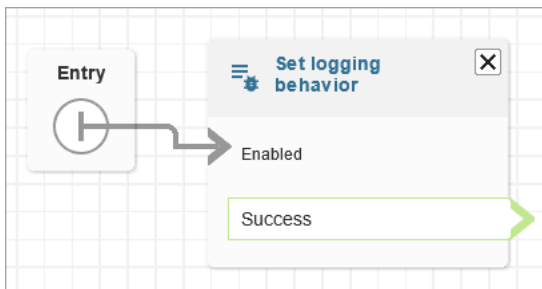 Entry
Set logging
behavior
Enabled
Success